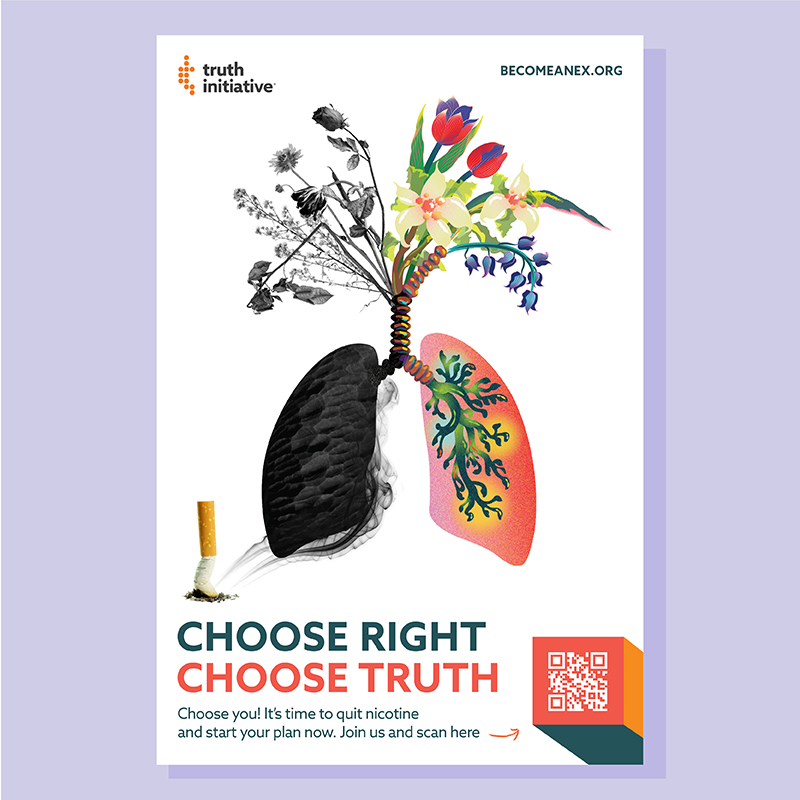 truth
initiative
BECOMEANEX.ORG
CHOOSE RIGHT
CHOOSE TRUTH
Choose you! It's time to quit nicotine
and start your plan now. Join us and scan here